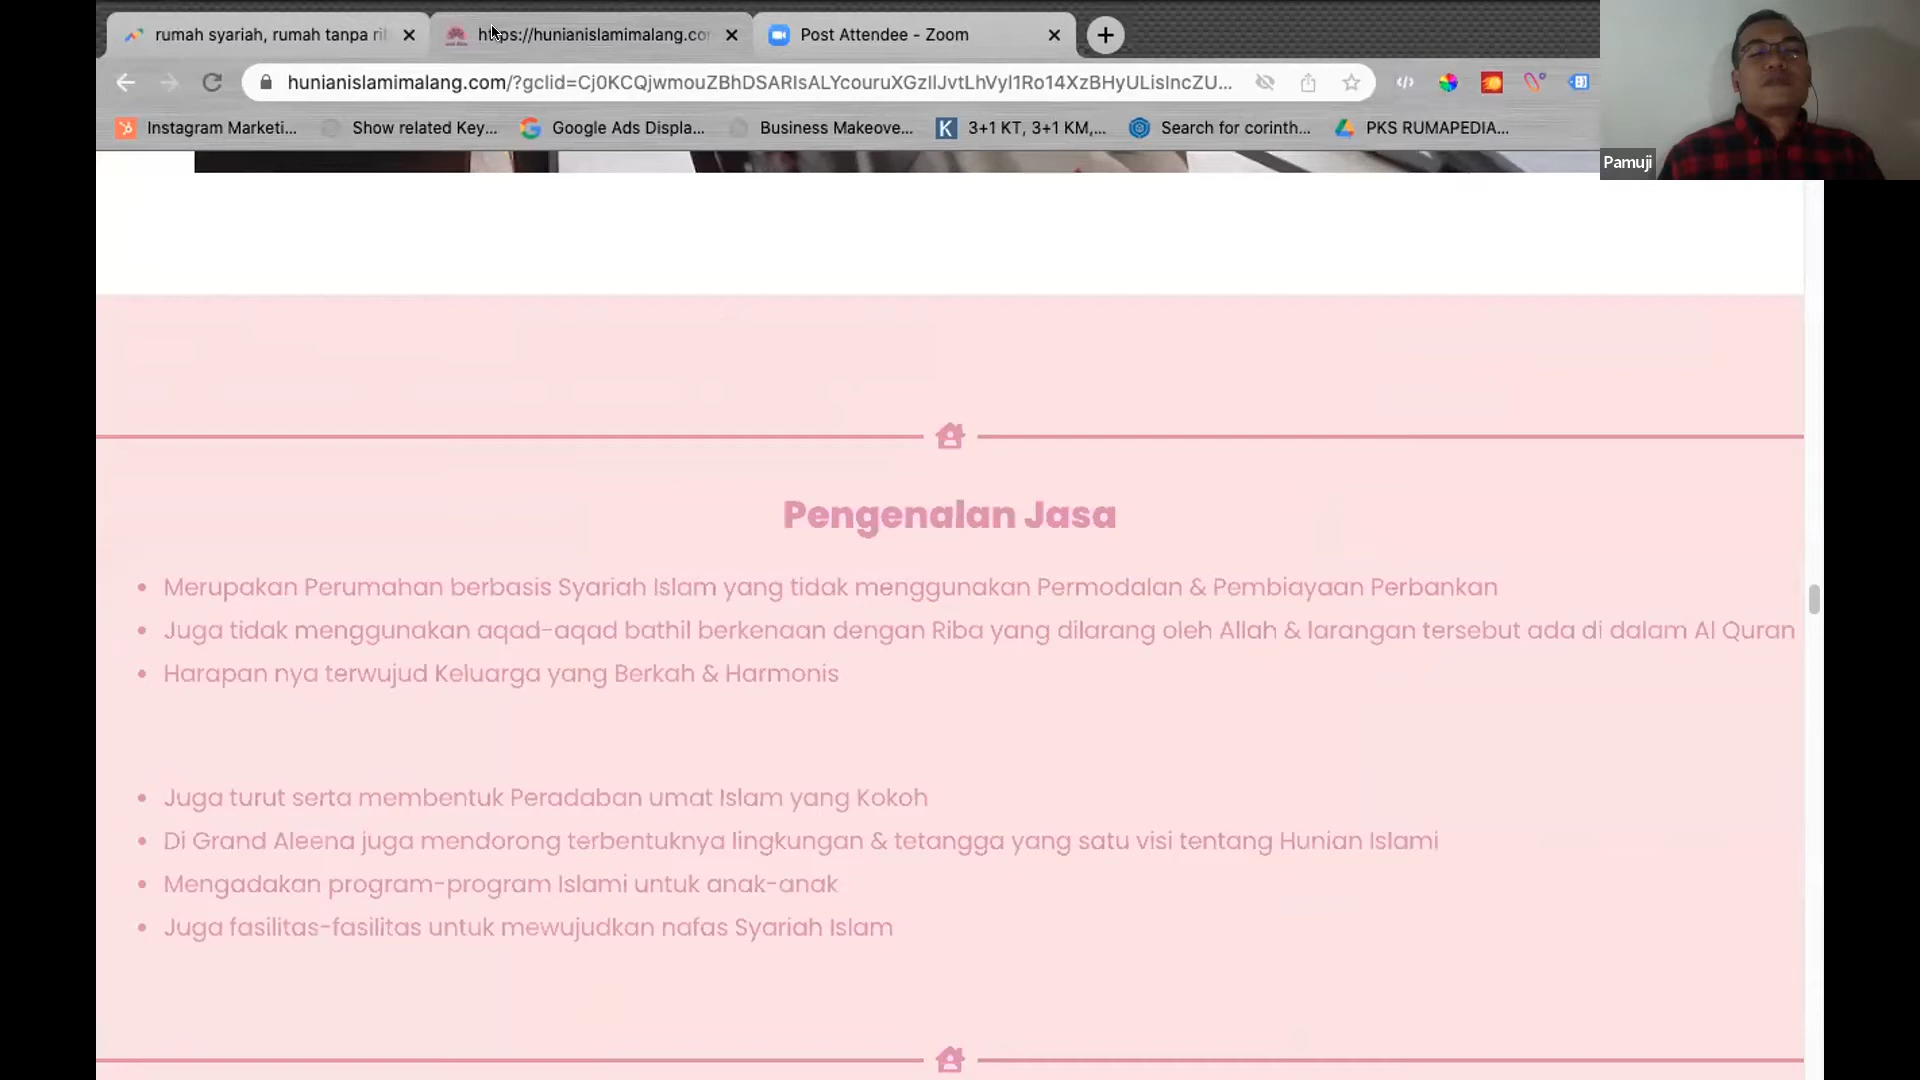 rumah syariah, rumah tanpa ril
https://hunianislamimalang.co
Post Attendee - Zoom
hunianislamimalang.com/?gclid=Cj0KCQjwmouZBhDSARIsALYcouruXGzIlJvtLhVyI1Ro14XzBHyULisIncZU...
Instagram Marketi...
Show related Key...
Google Ads Displa...
Business Makeove...
3+1 KT, 3+1 KM,...
Search for corinth...
PKS RUMAPEDIA...
Pamuji
Pengenalan Jasa
Merupakan Perumahan berbasis Syariah Islam yang tidak menggunakan Permodalan & Pembiayaan Perbankan
Juga tidak menggunakan aqad-aqad bathil berkenaan dengan Riba yang dilarang oleh Allah & larangan tersebut ada di dalam Al Quran
Harapan nya terwujud Keluarga yang Berkah & Harmonis
Juga turut serta membentuk Peradaban umat Islam yang Kokoh
Di Grand Aleena juga mendorong terbentuknya lingkungan & tetangga yang satu visi tentang Hunian Islami
Mengadakan program-program Islami untuk anak-anak
Juga fasilitas-fasilitas untuk mewujudkan nafas Syariah Islam